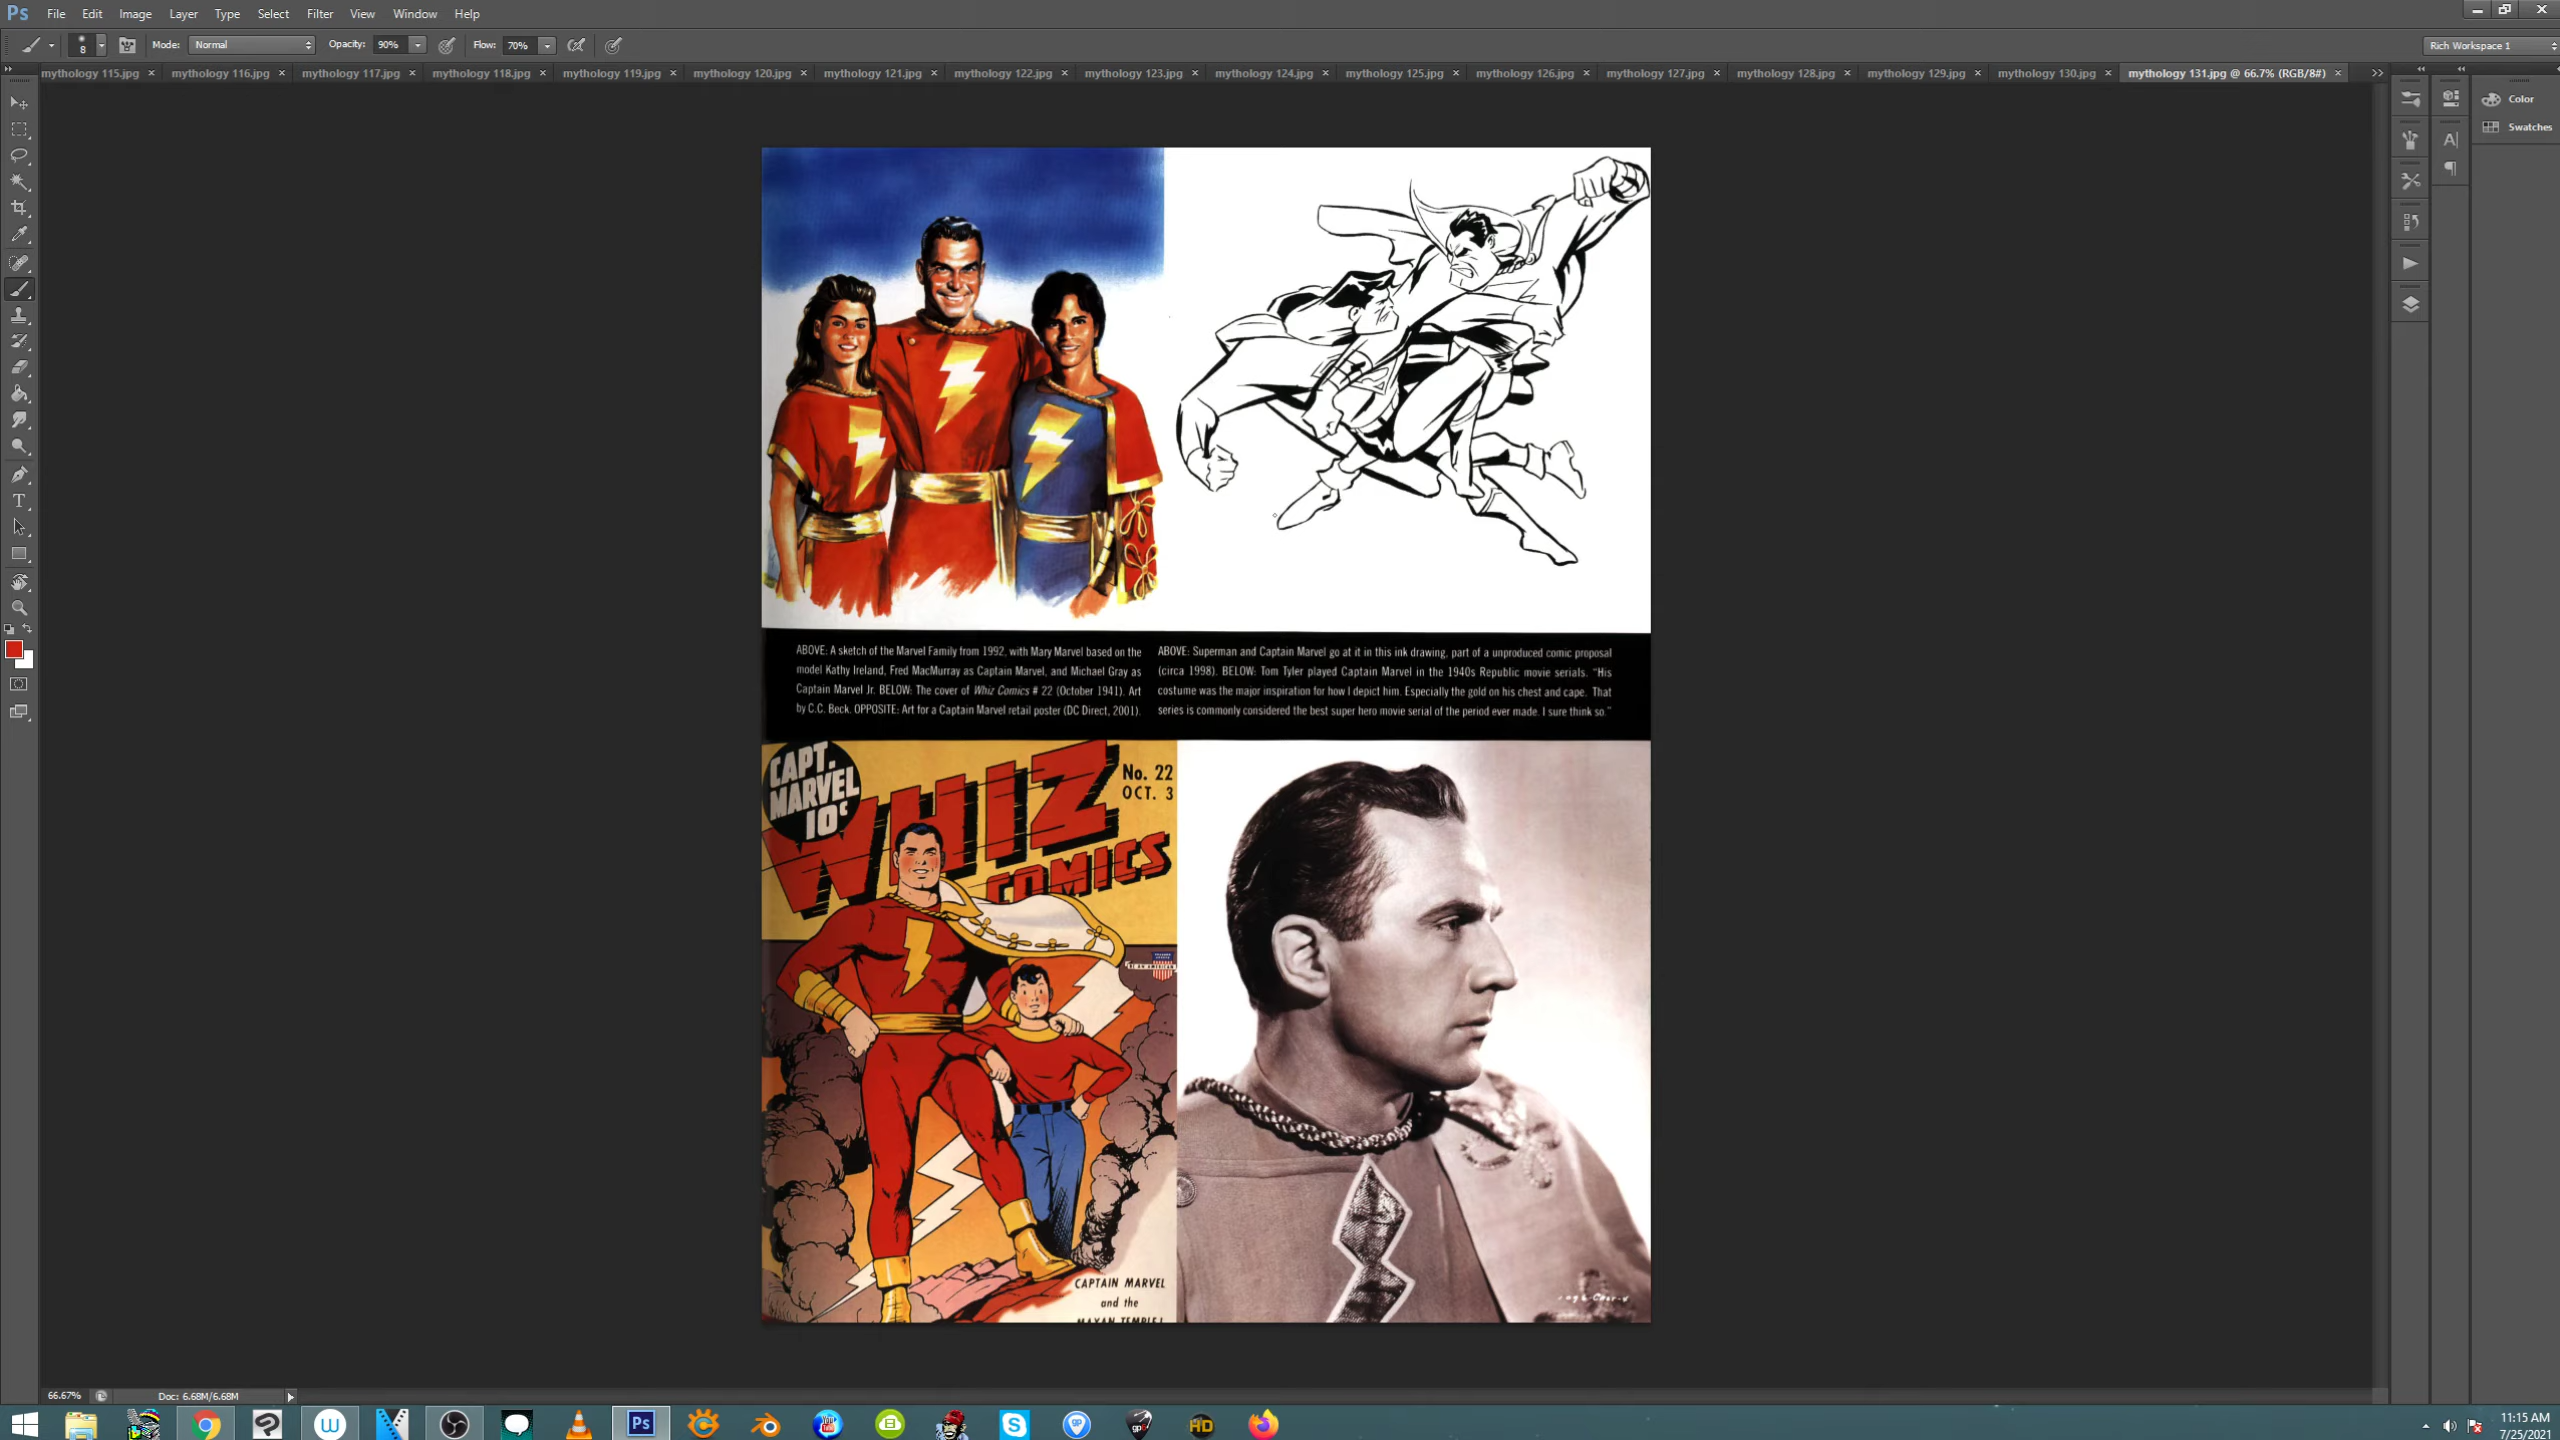 Ps File Edit Image Layer Type Select Filter View Window Help
8 Mode: Normal Opacity: 90% Flow: 70% Rich Workspace 1
mythology 115.jpg mythology 116.jpg mythology 117.jpg mythology 118.jpg mythology 119.jpg mythology 120.jpg mythology 121.jpg mythology 122.jpg mythology 123.jpg mythology 124.jpg mythology 125.jpg mythology 126.jpg mythology 127.jpg mythology 128.jpg mythology 129.jpg mythology 130.jpg mythology 131.jpg @ 66.7% (RGB/8#)
Color
Swatches
ABOVE: A sketch of the Marvel Family from 1992, with Mary Marvel based on the
model Kathy Ireland, Fred MacMurray as Captain Marvel, and Michael Gray as
Captain Marvel Jr. BELOW: The cover of Whiz Comics # 22 (October 1941). Art
by C.C. Beck. OPPOSITE: Art for a Captain Marvel retail poster (DC Direct, 2001).
ABOVE: Superman and Captain Marvel go at it in this ink drawing, part of a unproduced comic proposal
(circa 1998). BELOW: Tom Tyler played Captain Marvel in the 1940s Republic movie serials. "His
costume was the major inspiration for how I depict him. Especially the gold on his chest and cape. That
series is commonly considered the best super hero movie serial of the period ever made. I sure think so."
CAPT.
MARVEL
10¢
WHIZ
COMICS
No. 22
OCT. 3
CAPTAIN MARVEL
and the
MAYAN TEMPLE!
66.67% Doc: 6.68M/6.68M
W Ps You Tube GP gpe HD
11:15 AM
7/25/2021